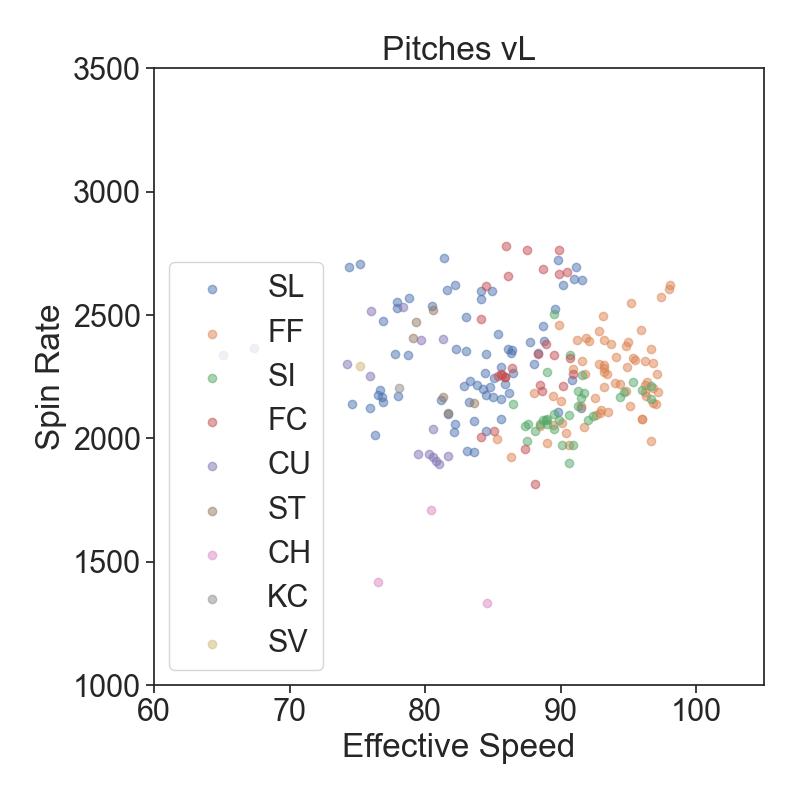 Pitches vL
3500
3000
2500
2000
1500
1000
Spin Rate
SL
FF
SI
FC
CU
ST
CH
KC
SV
60 70 80 90 100
Effective Speed